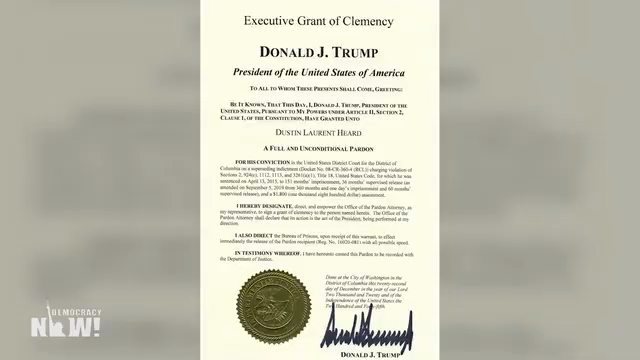 Executive Grant of Clemency
DONALD J. TRUMP
President of the United States of America
TO ALL TO WHOM THESE PRESENTS SHALL COME, GREETING:
BE IT KNOWN, THAT THIS DAY, I, DONALD J. TRUMP, PRESIDENT OF THE
UNITED STATES, PURSUANT TO MY POWERS UNDER ARTICLE II, SECTION 2,
CLAUSE 1, OF THE CONSTITUTION, HAVE GRANTED UNTO
DUSTIN LAURENT HEARD
A FULL AND UNCONDITIONAL PARDON
FOR HIS CONVICTION in the United States District Court for the District of
Columbia on a superseding indictment (Docket No. (RCL)) charging violation of
Sections 2, 924(c), 1112, 1113, and 3261(a)(1), Title 18, United States Code, for which he was
sentenced on April 13, 2015, to 151 months' imprisonment, 36 months' supervised release (as
amended on September 5, 2019 from 360 months and one day's imprisonment and 60 months'
supervised release), and a $1,800 (one thousand eight hundred dollar) assessment.
I HEREBY DESIGNATE, direct, and empower the Office of the Pardon Attorney, as
my representative, to sign a grant of clemency to the person named herein. The Office of the
Pardon Attorney shall declare that its action is the act of the President, being performed at my
direction.
I ALSO DIRECT the Bureau of Prisons, upon receipt of this warrant, to effect
immediately the release of the Pardon recipient (Reg. No. ) with all possible speed.
IN TESTIMONY WHEREOF, I have hereunto caused this Pardon to be recorded with
the Department of Justice.
Done at the City of Washington in the
District of Columbia this twenty-second
day of December in the year of our Lord
Two Thousand and Twenty and of the
Independence of the United States the
Two Hundred and Forty-fifth.
DONALD J. TRUMP
DEMOCRACY
NOW!